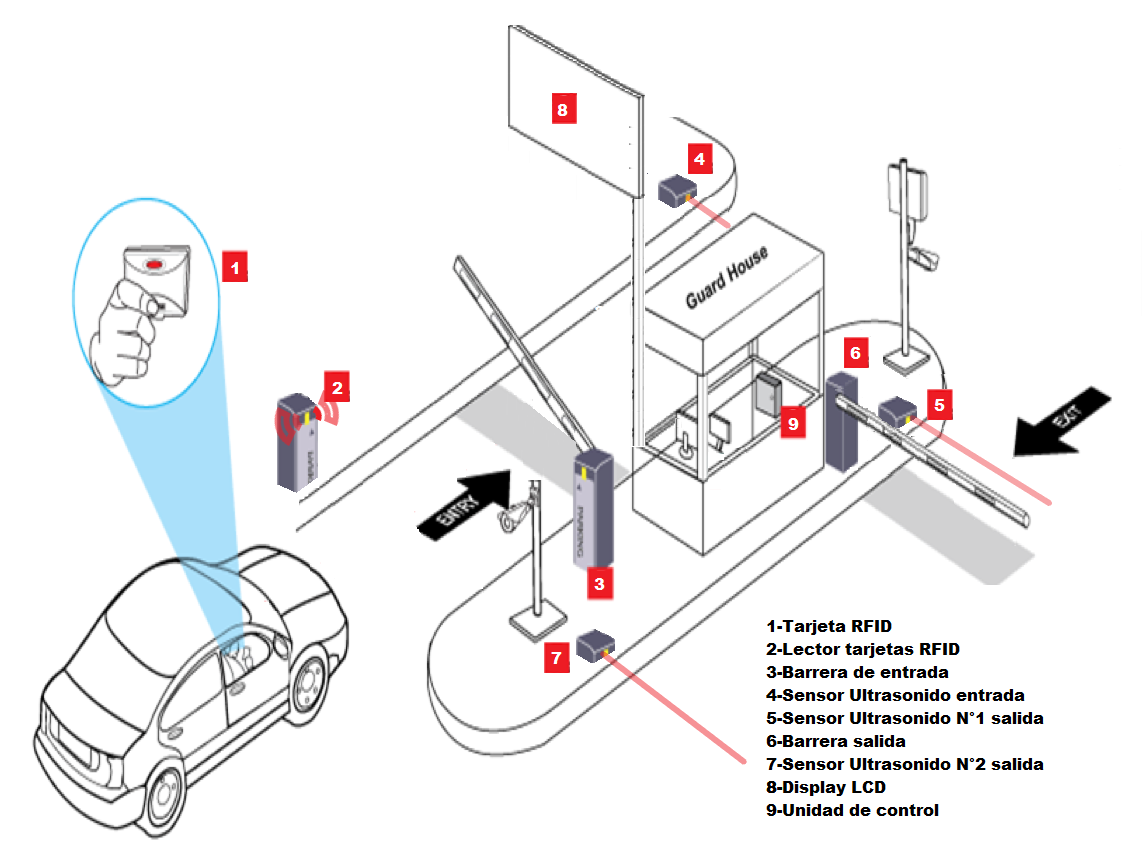 8
4
1
Guard House
6
2
5
EXIT
9
ENTRY
PARKING
3
7
1-Tarjeta RFID
2-Lector tarjetas RFID
3-Barrera de entrada
4-Sensor Ultrasonido entrada
5-Sensor Ultrasonido N°1 salida
6-Barrera salida
7-Sensor Ultrasonido N°2 salida
8-Display LCD
9-Unidad de control